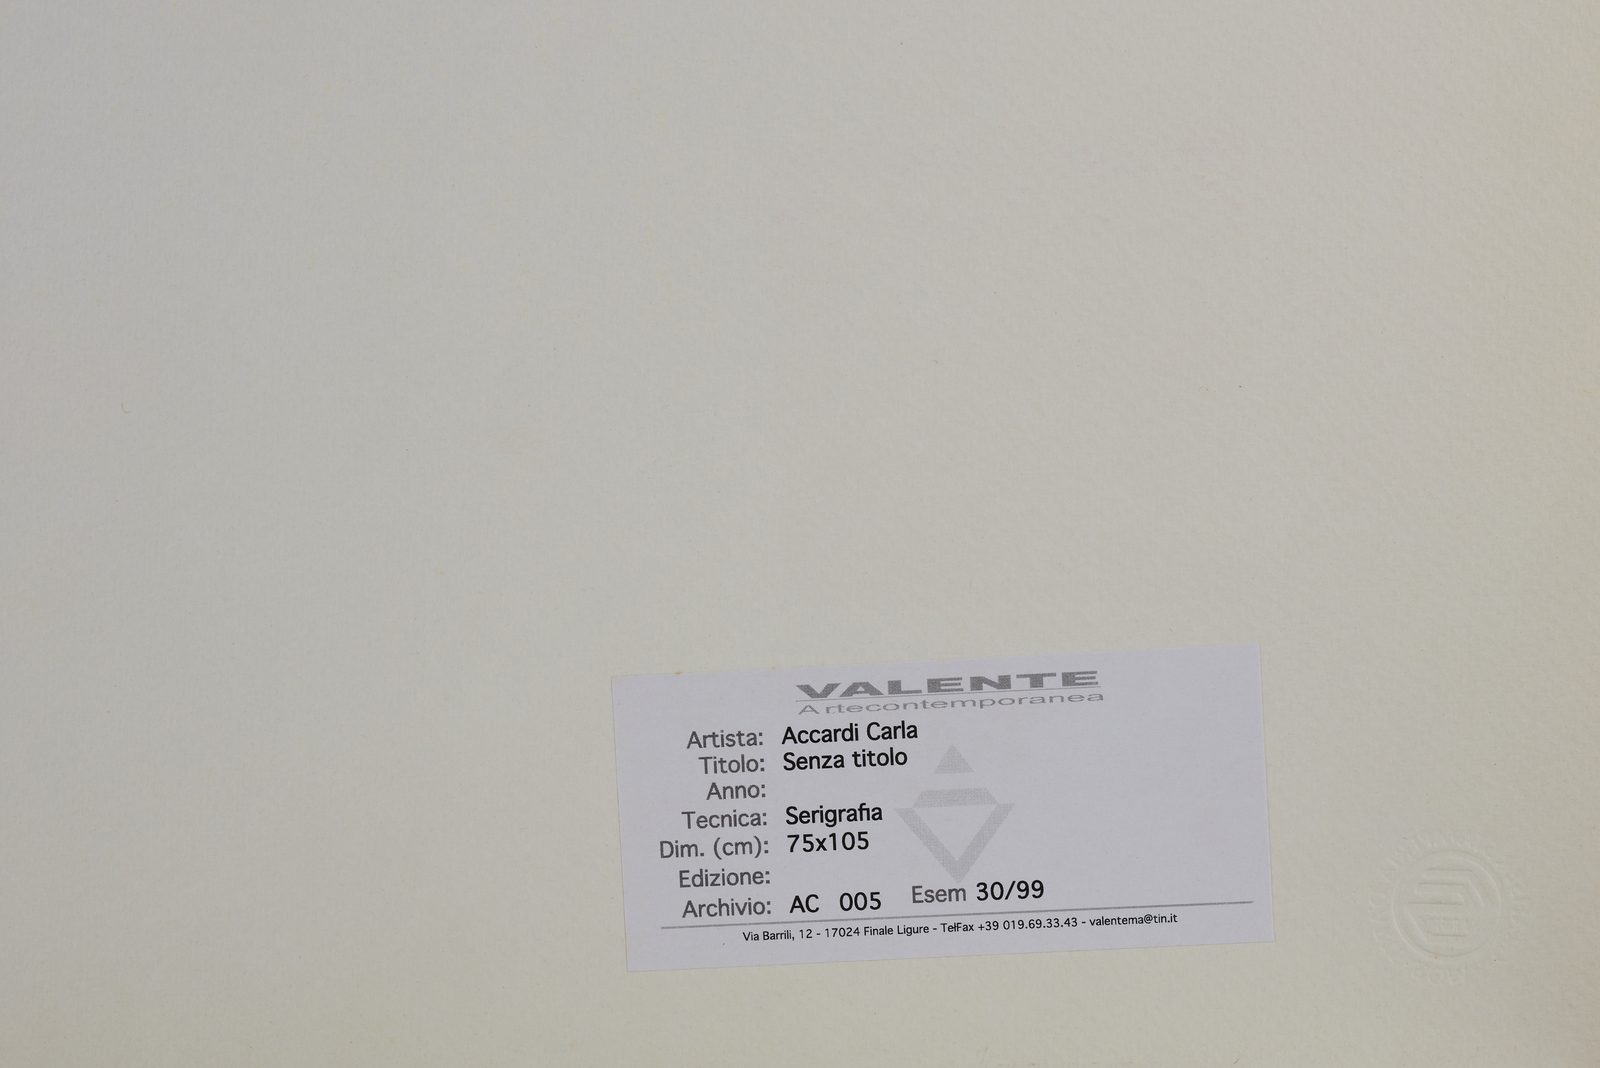 VALENTE
Artecontemporanea
Artista: Accardi Carla
Titolo: Senza titolo
Anno:
Tecnica: Serigrafia
Dim. (cm): 75x105
Edizione:
Archivio: AC 005 Esem 30/99
Via Barrili, 12 - 17024 Finale Ligure - TelFax +39 019.69.33.43 - valentema@tin.it